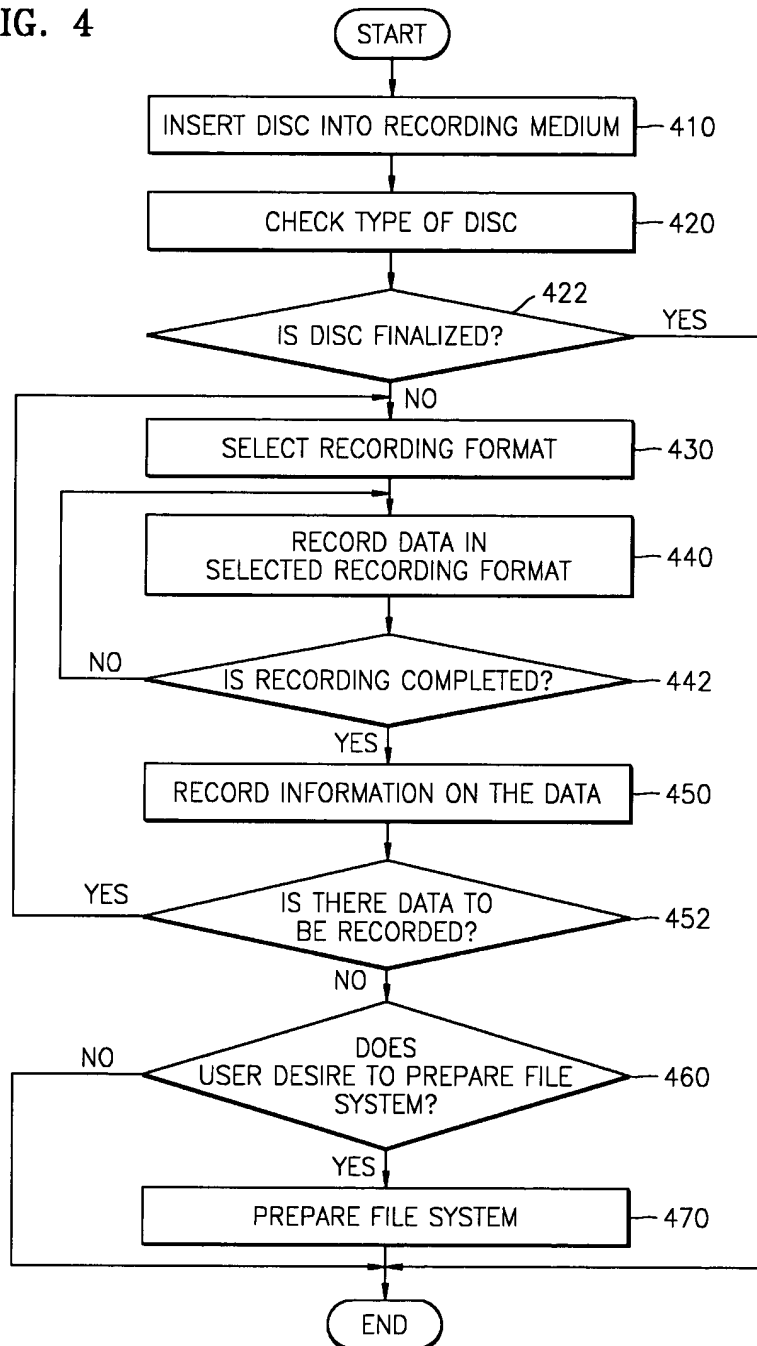 IG. 4
START
INSERT DISC INTO RECORDING MEDIUM
410
CHECK TYPE OF DISC
420
422
IS DISC FINALIZED?
YES
NO
SELECT RECORDING FORMAT
430
RECORD DATA IN
SELECTED RECORDING FORMAT
440
NO
IS RECORDING COMPLETED?
442
YES
RECORD INFORMATION ON THE DATA
450
YES
IS THERE DATA TO
BE RECORDED?
452
NO
NO
DOES
USER DESIRE TO PREPARE FILE
SYSTEM?
460
YES
PREPARE FILE SYSTEM
470
END